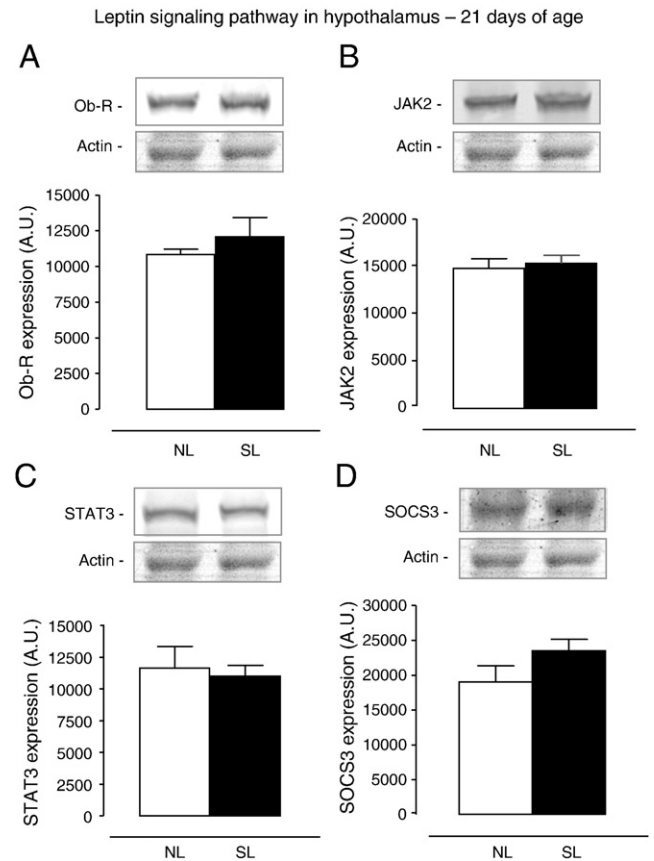 Leptin signaling pathway in hypothalamus – 21 days of age
A
Ob-R -
Actin -
Ob-R expression (A.U.)
15000
12500
10000
7500
5000
2500
0
NL SL
B
JAK2 -
Actin -
JAK2 expression (A.U.)
20000
15000
10000
5000
0
NL SL
C
STAT3 -
Actin -
STAT3 expression (A.U.)
15000
12500
10000
7500
5000
2500
0
NL SL
D
SOCS3 -
Actin -
SOCS3 expression (A.U.)
30000
25000
20000
15000
10000
5000
0
NL SL